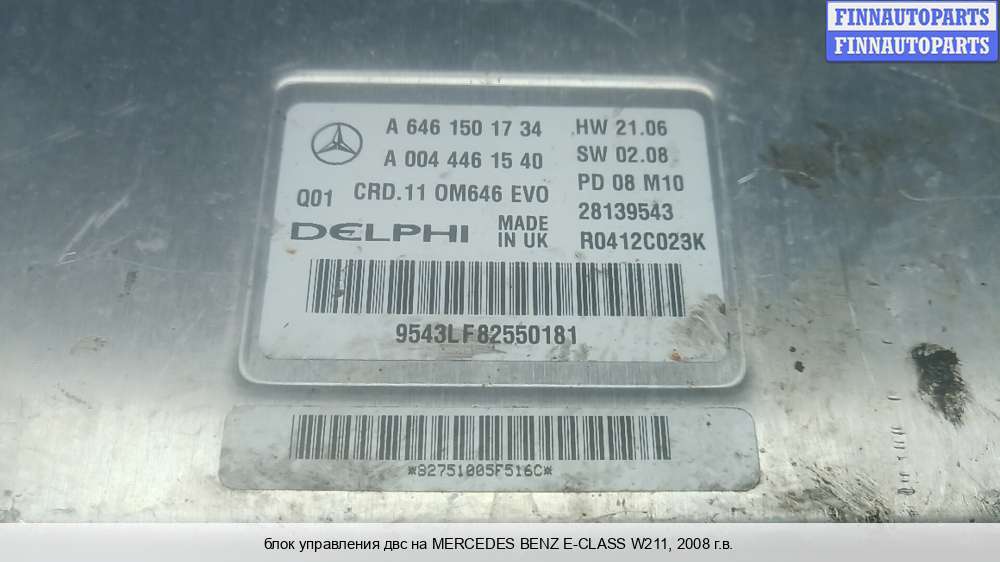 FINNAUTOPARTS
FINNAUTOPARTS
A 646 150 17 34 HW 21.06
A 004 446 15 40 SW 02.08
Q01 CRD.11 OM646 EVO PD 08 M10
28139543
DELPHI MADE IN UK R0412C023K
9543LF82550181
*82751005F516C*
блок управления двс на MERCEDES BENZ E-CLASS W211, 2008 г.в.